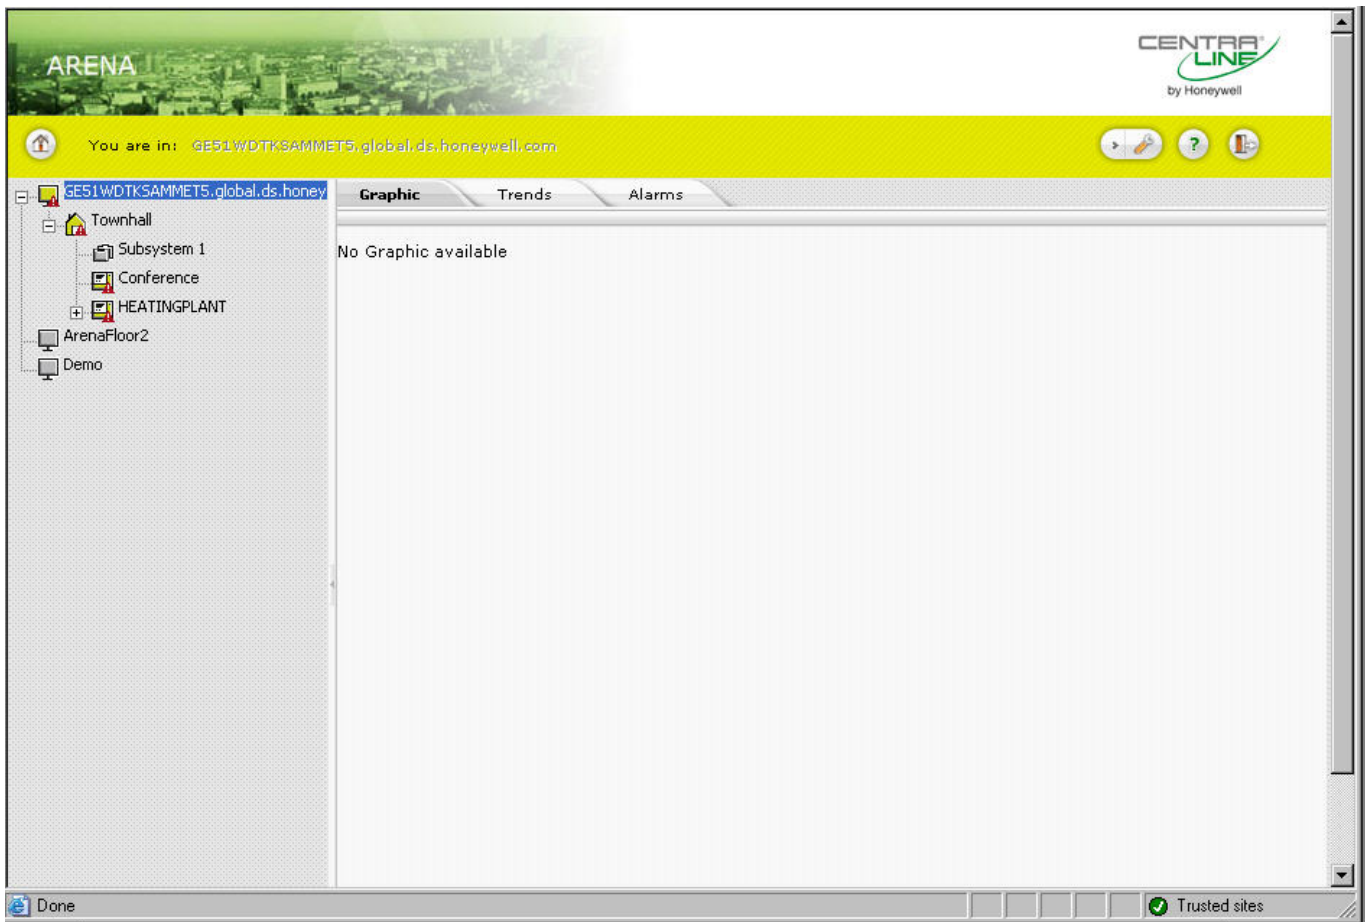 ARENA
CENTRA
LINE
by Honeywell
You are in: GE51WDTKSAMMET5.global.ds.honeywell.com
?
GE51WDTKSAMMET5.global.ds.honey
Graphic Trends Alarms
Townhall
Subsystem 1
No Graphic available
Conference
HEATINGPLANT
ArenaFloor2
Demo
Done
Trusted sites